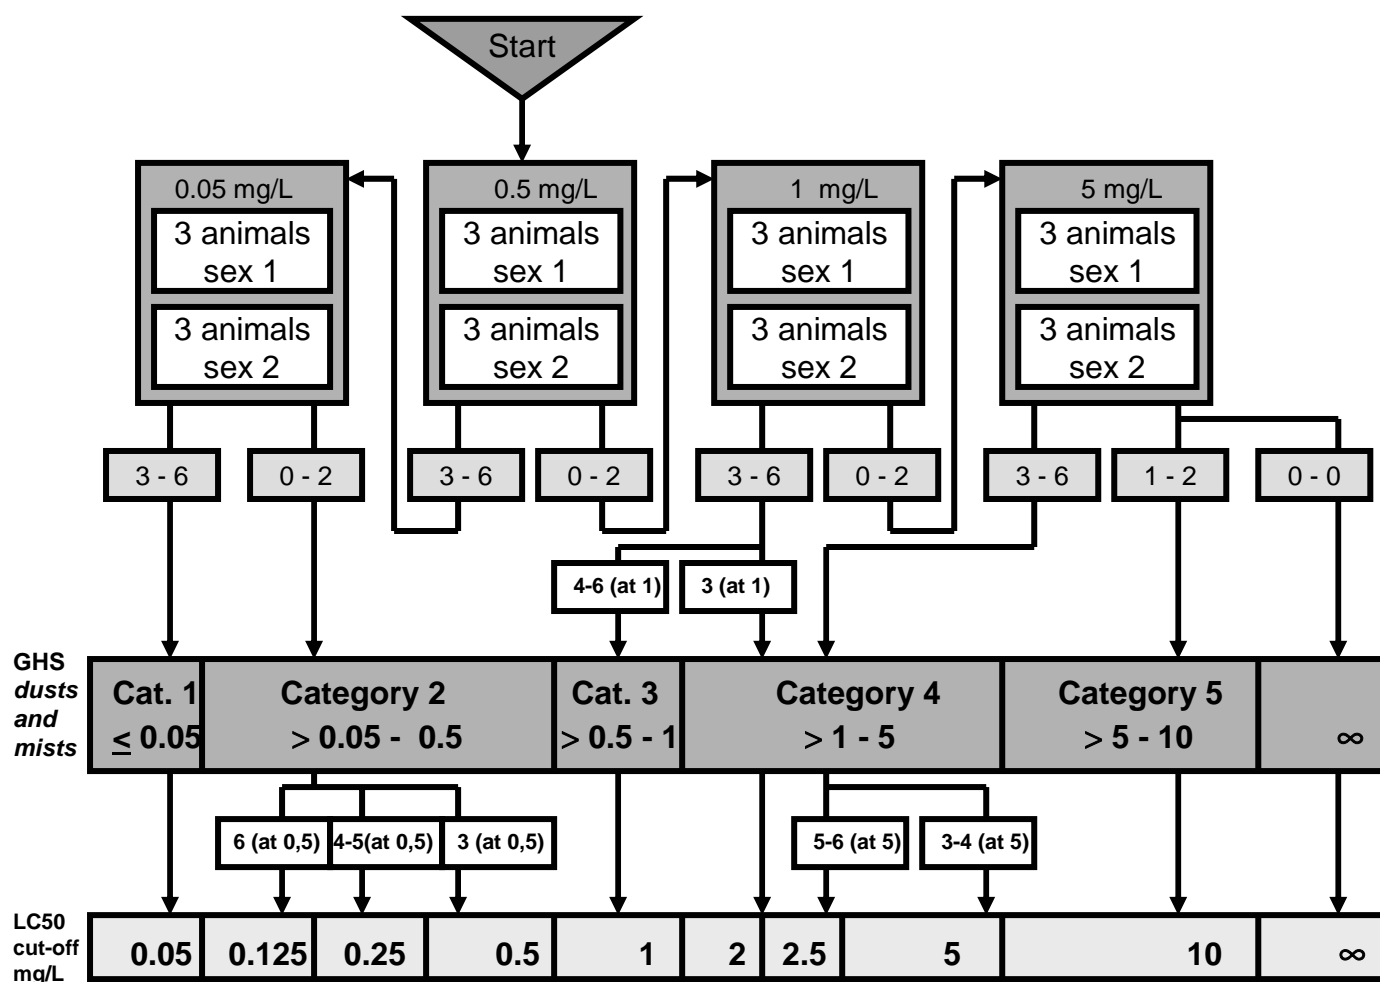 Start
0.05 mg/L
3 animals
sex 1
3 animals
sex 2
0.5 mg/L
3 animals
sex 1
3 animals
sex 2
1 mg/L
3 animals
sex 1
3 animals
sex 2
5 mg/L
3 animals
sex 1
3 animals
sex 2
3 - 6
0 - 2
3 - 6
0 - 2
3 - 6
0 - 2
3 - 6
1 - 2
0 - 0
4-6 (at 1)
3 (at 1)
GHS
dusts
and
mists
Cat. 1
≤ 0.05
Category 2
> 0.05 - 0.5
Cat. 3
> 0.5 - 1
Category 4
> 1 - 5
Category 5
> 5 - 10
∞
6 (at 0,5)
4-5(at 0,5)
3 (at 0,5)
5-6 (at 5)
3-4 (at 5)
LC50
cut-off
mg/L
0.05
0.125
0.25
0.5
1
2
2.5
5
10
∞